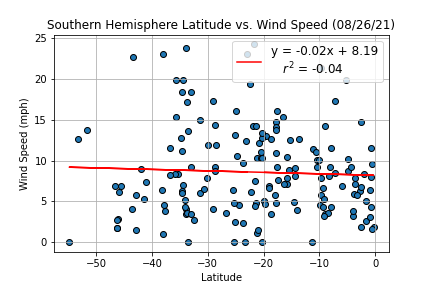 Southern Hemisphere Latitude vs. Wind Speed (08/26/21)
25
y = -0.02x + 8.19
r² = -0.04
20
15
10
5
0
Wind Speed (mph)
−50 −40 −30 −20 −10 0
Latitude